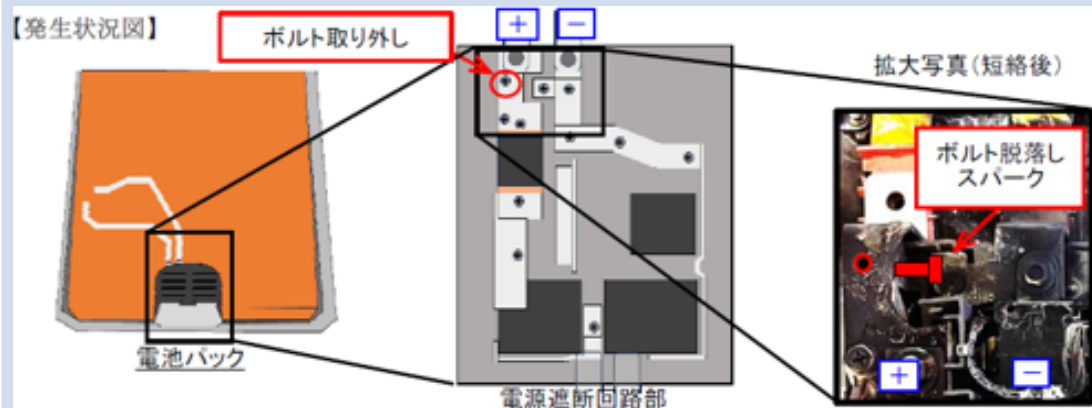 【発生状況図】
ボルト取り外し
+
−
拡大写真(短絡後)
ボルト脱落し
スパーク
電池パック
+
−
電源遮断回路部